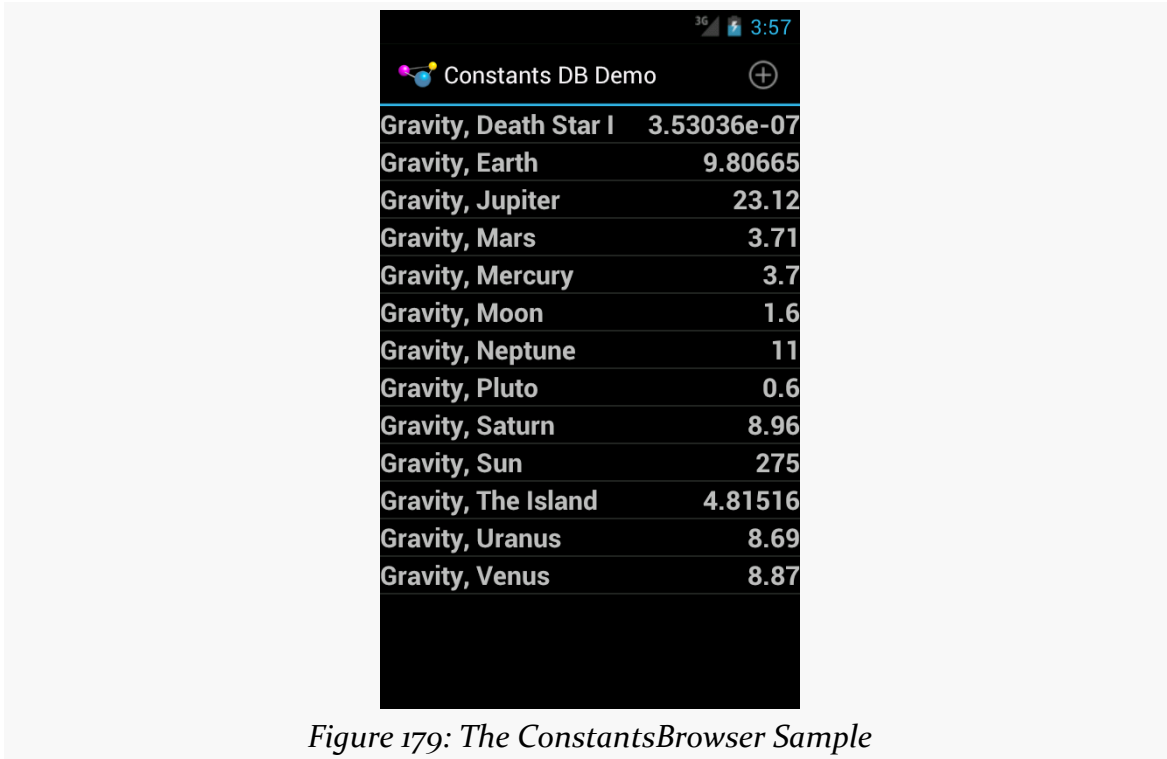 3G 3:57
Constants DB Demo
Gravity, Death Star I 3.53036e-07
Gravity, Earth 9.80665
Gravity, Jupiter 23.12
Gravity, Mars 3.71
Gravity, Mercury 3.7
Gravity, Moon 1.6
Gravity, Neptune 11
Gravity, Pluto 0.6
Gravity, Saturn 8.96
Gravity, Sun 275
Gravity, The Island 4.81516
Gravity, Uranus 8.69
Gravity, Venus 8.87
Figure 179: The ConstantsBrowser Sample